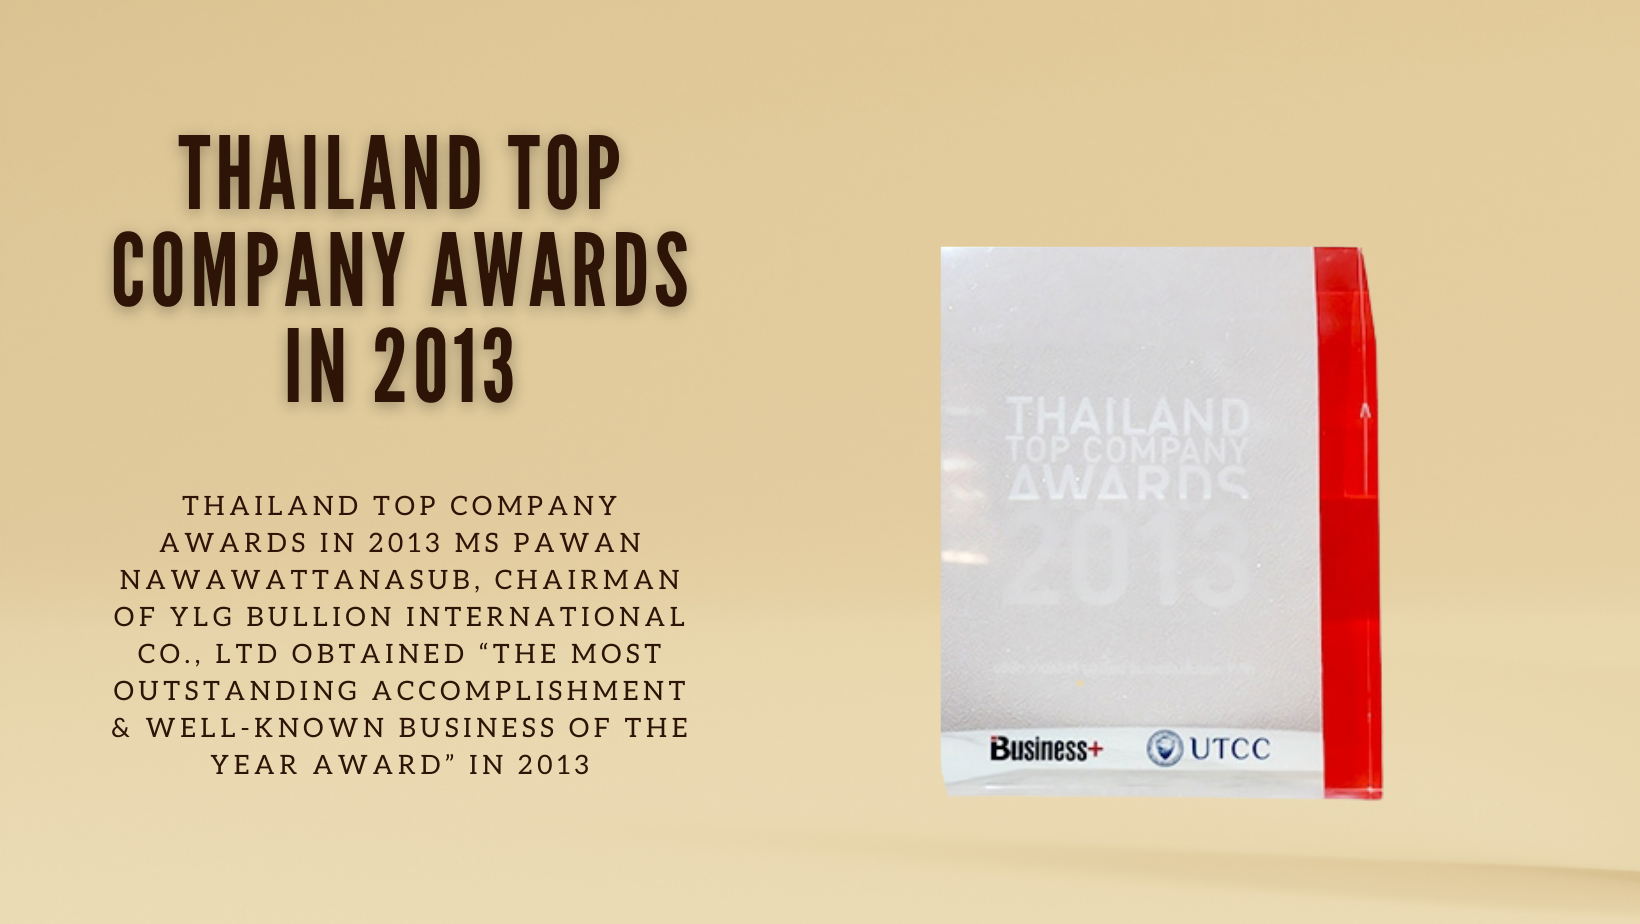 THAILAND TOP
COMPANY AWARDS
IN 2013
THAILAND TOP COMPANY
AWARDS IN 2013 MS PAWAN
NAWAWATTANASUB, CHAIRMAN
OF YLG BULLION INTERNATIONAL
CO., LTD OBTAINED “THE MOST
OUTSTANDING ACCOMPLISHMENT
& WELL-KNOWN BUSINESS OF THE
YEAR AWARD” IN 2013
THAILAND
TOP COMPANY
AWARDS
2013
Business+ UTCC